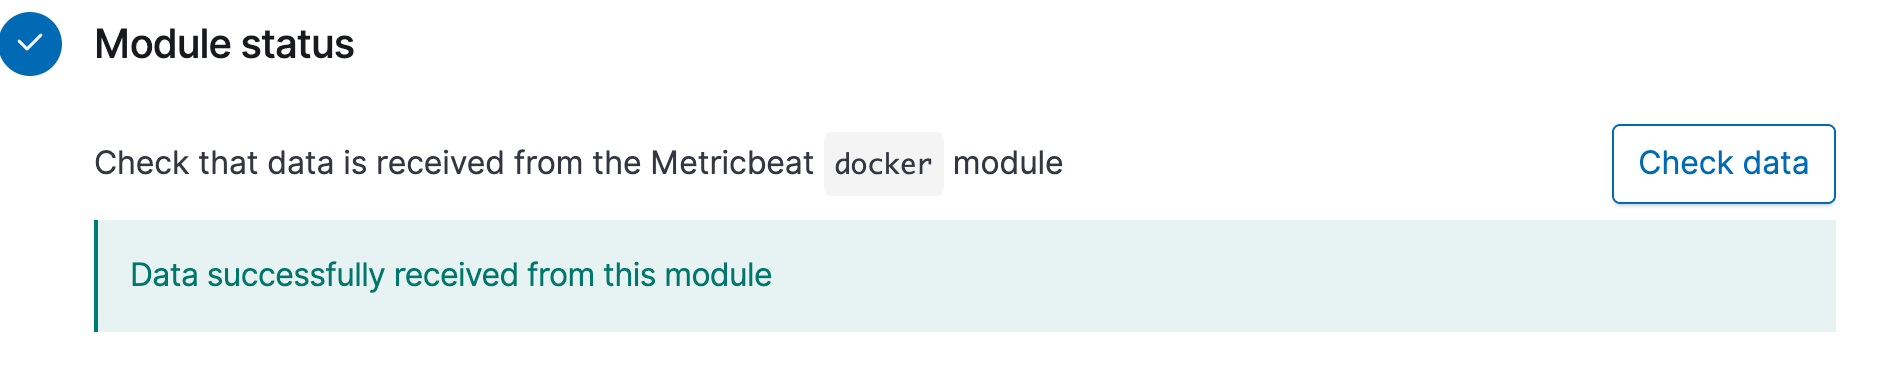 Module status
Check that data is received from the Metricbeat docker module
Check data
Data successfully received from this module